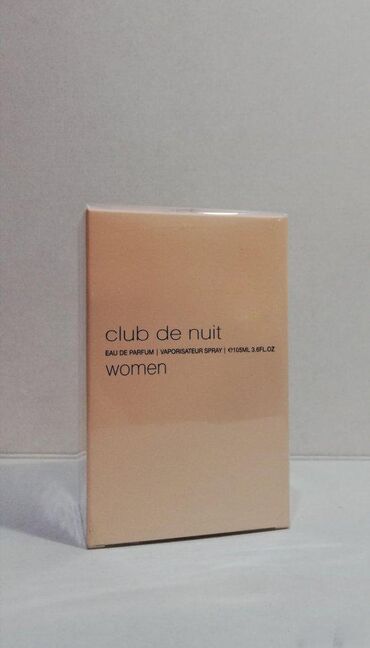 club de nuit
EAU DE PARFUM | VAPORISATEUR SPRAY | ℮105ML 3.6FL.OZ
women